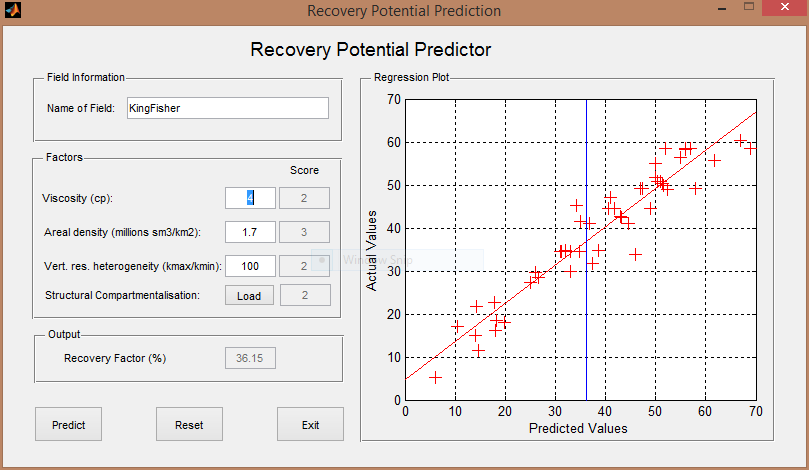 Recovery Potential Prediction
Recovery Potential Predictor
Field Information
Name of Field: KingFisher
Factors
Score
Viscosity (cp): 4 2
Areal density (millions sm3/km2): 1.7 3
Vert. res. heterogeneity (kmax/kmin): 100 2
Structural Compartmentalisation: Load 2
Output
Recovery Factor (%) 36.15
Predict Reset Exit
Regression Plot
Actual Values
70
60
50
40
30
20
10
0
0 10 20 30 40 50 60 70
Predicted Values
Window Snip